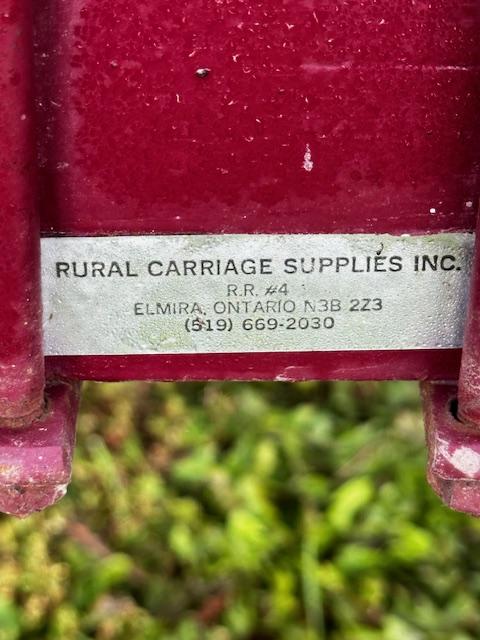 RURAL CARRIAGE SUPPLIES INC.
R.R. #4
ELMIRA, ONTARIO N3B 2Z3
(519) 669-2030